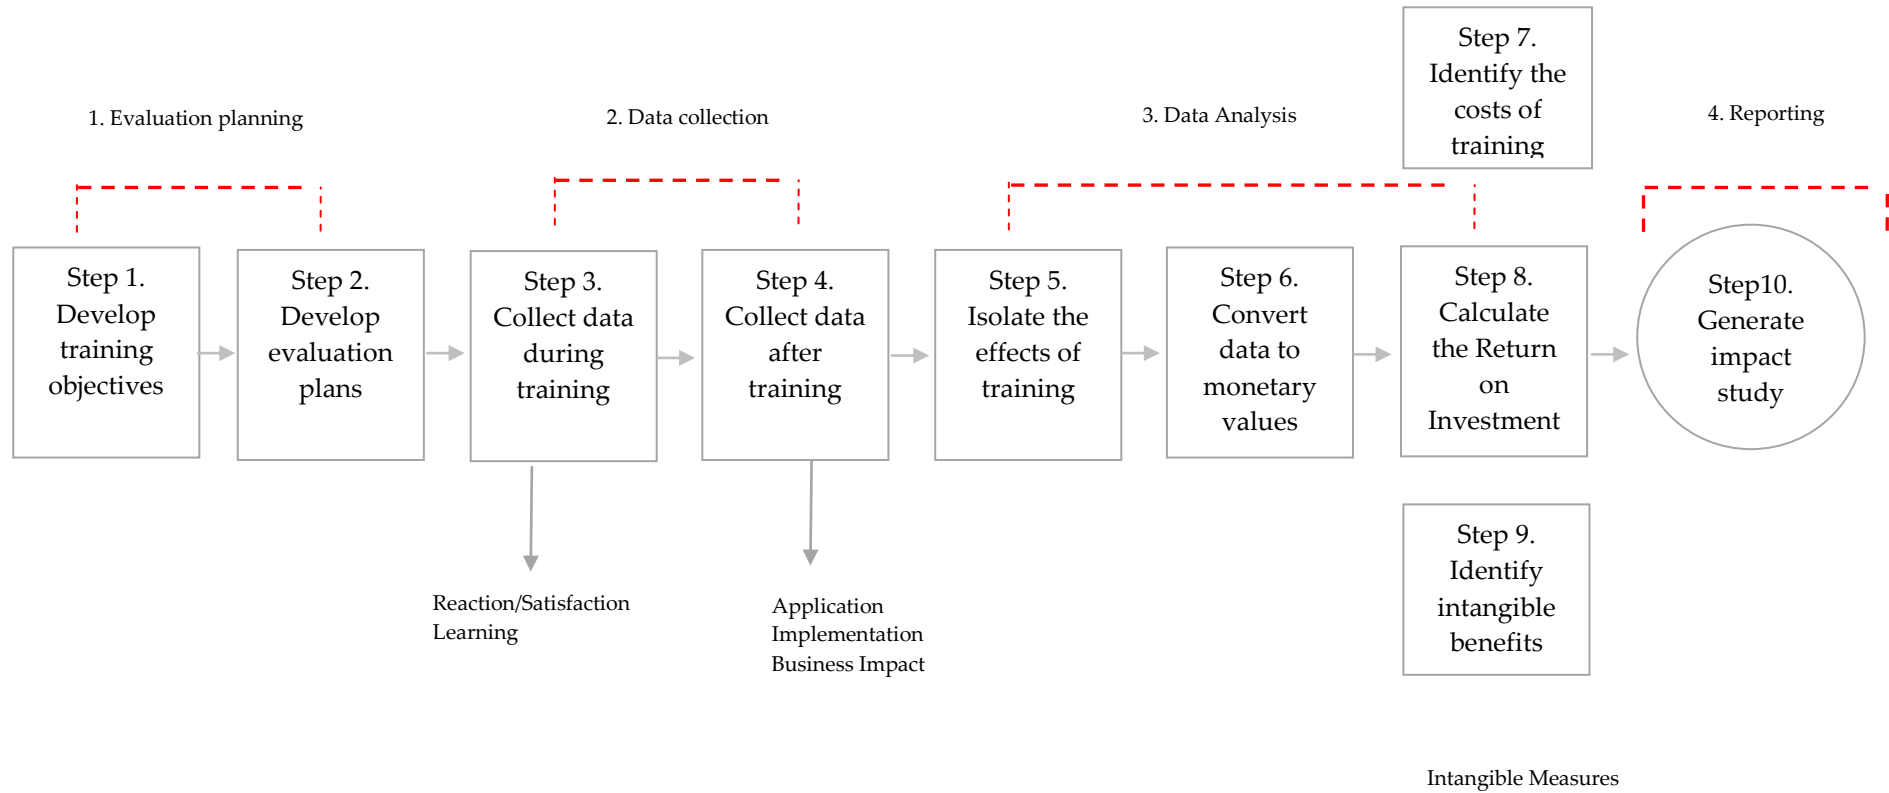 1. Evaluation planning
2. Data collection
3. Data Analysis
4. Reporting
Step 7.
Identify the
costs of
training
Step 1.
Develop
training
objectives
Step 2.
Develop
evaluation
plans
Step 3.
Collect data
during
training
Step 4.
Collect data
after
training
Step 5.
Isolate the
effects of
training
Step 6.
Convert
data to
monetary
values
Step 8.
Calculate
the Return
on
Investment
Step10.
Generate
impact
study
Reaction/Satisfaction
Learning
Application
Implementation
Business Impact
Step 9.
Identify
intangible
benefits
Intangible Measures